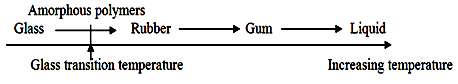 Amorphous polymers
Glass Rubber Gum Liquid
Glass transition temperature Increasing temperature